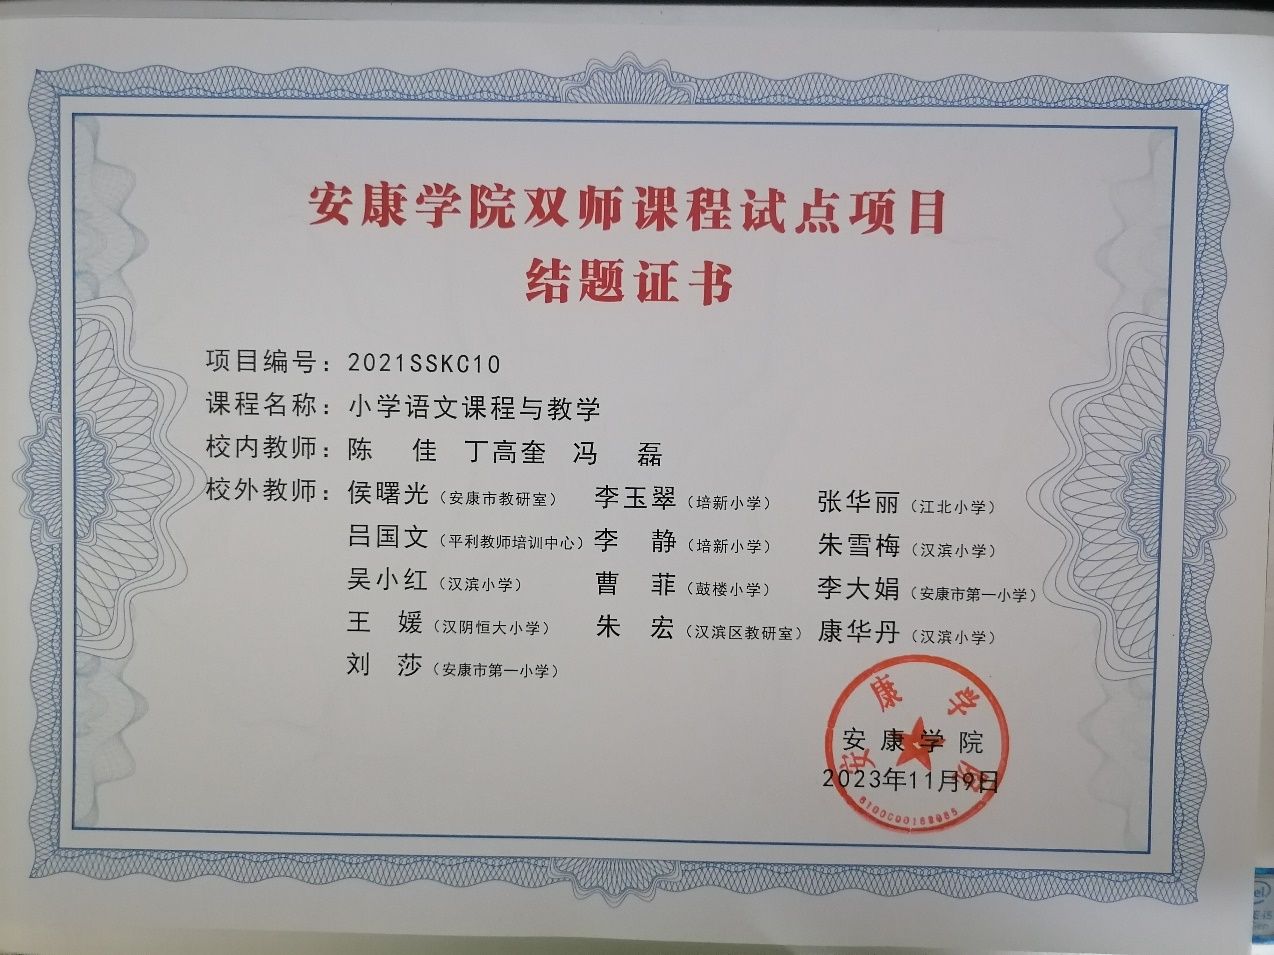 安康学院双师课程试点项目
结题证书
项目编号：2021SSKC10
课程名称：小学语文课程与教学
校内教师：陈 佳 丁高奎 冯 磊
校外教师：侯曙光（安康市教研室） 李玉翠（培新小学） 张华丽（江北小学）
吕国文（平利教师培训中心） 李 静（培新小学） 朱雪梅（汉滨小学）
吴小红（汉滨小学） 曹 菲（鼓楼小学） 李大娟（安康市第一小学）
王 媛（汉阴恒大小学） 朱 宏（汉滨区教研室） 康华丹（汉滨小学）
刘 莎（安康市第一小学）
安康学院
安康学院
2023年11月9日